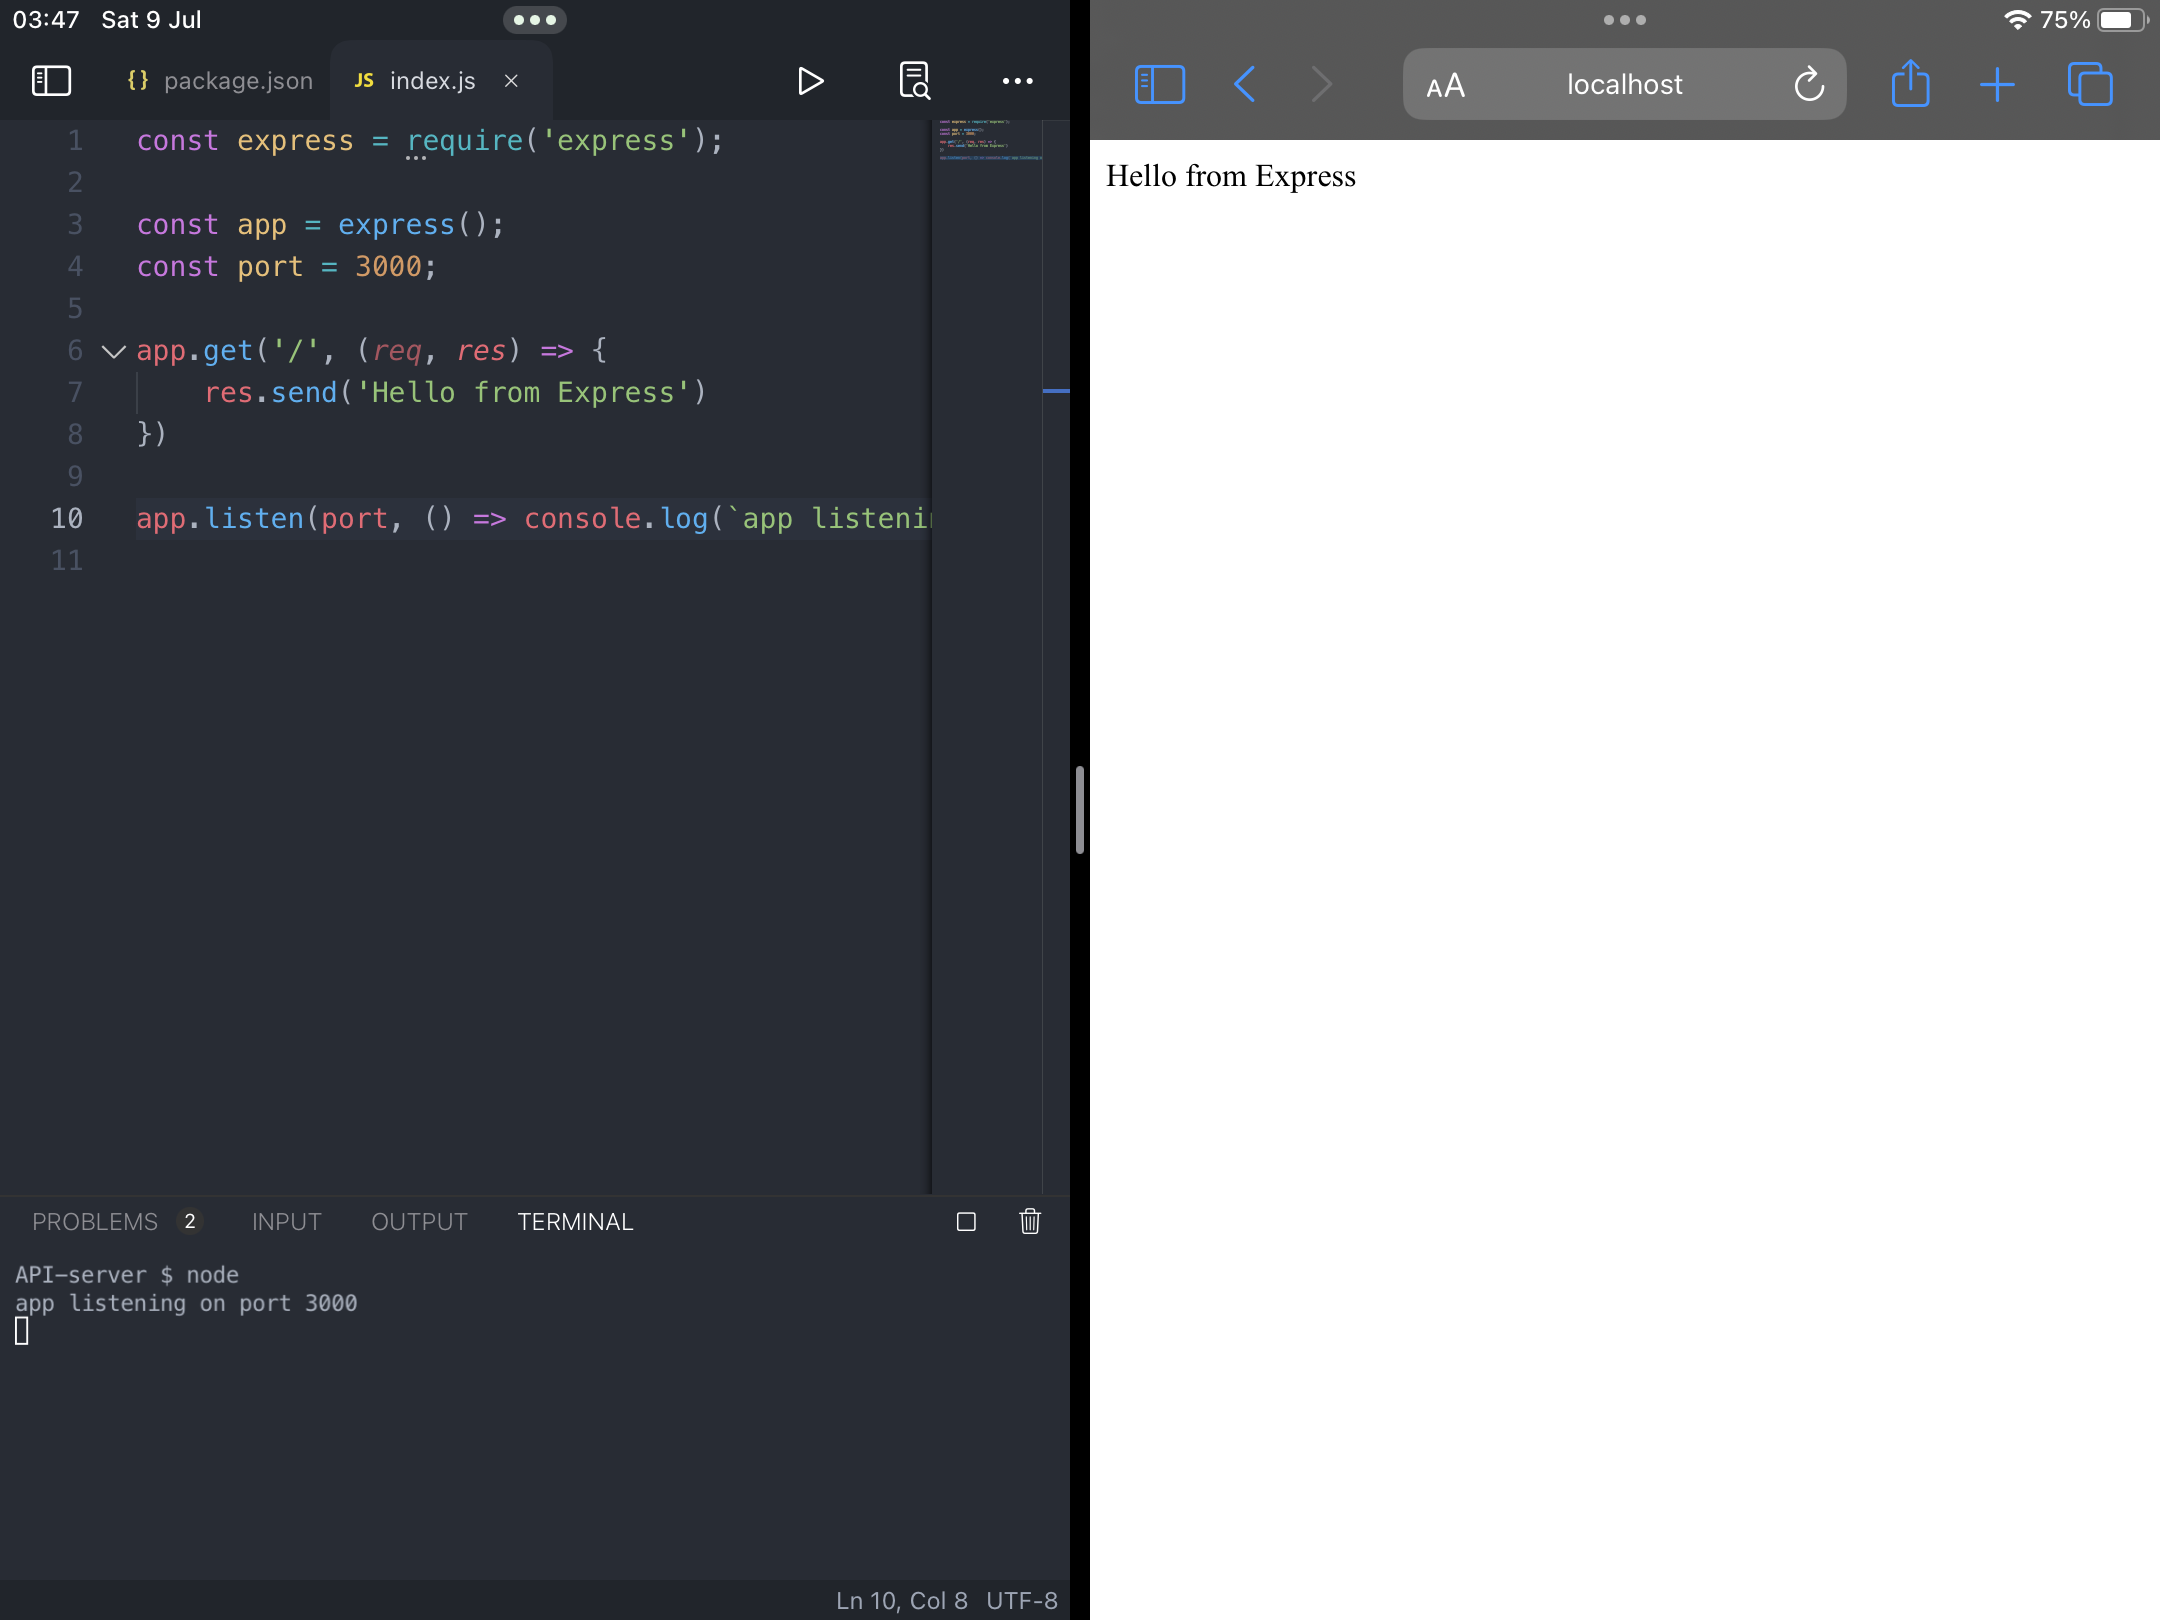 03:47 Sat 9 Jul
75%
{} package.json
JS index.js ×
AA localhost
1 const express = require('express');
2
3 const app = express();
4 const port = 3000;
5
6 app.get('/', (req, res) => {
7 res.send('Hello from Express')
8 })
9
10 app.listen(port, () => console.log(`app listenin
11
PROBLEMS 2 INPUT OUTPUT TERMINAL
API-server $ node
app listening on port 3000
Ln 10, Col 8 UTF-8
Hello from Express